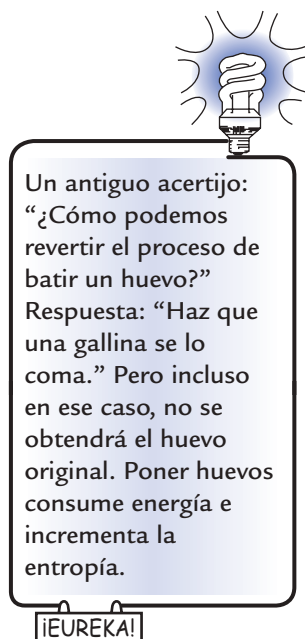 Un antiguo acertijo:
“¿Cómo podemos
revertir el proceso de
batir un huevo?”
Respuesta: “Haz que
una gallina se lo
coma.” Pero incluso
en ese caso, no se
obtendrá el huevo
original. Poner huevos
consume energía e
incrementa la
entropía.
¡EUREKA!